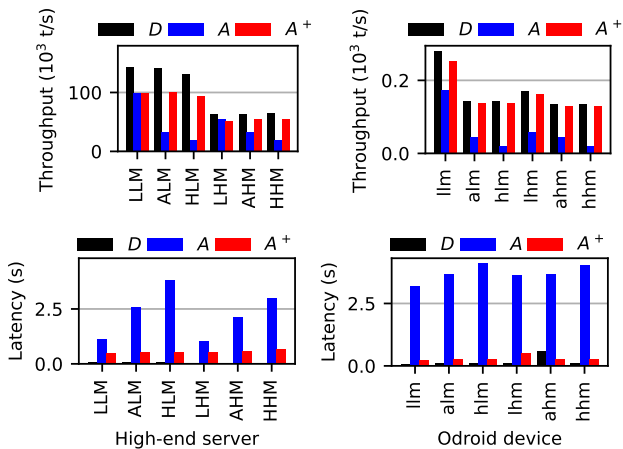 D A A+
D A A+
Throughput (10³ t/s)
100
0
LLM ALM HLM LHM AHM HHM
Throughput (10³ t/s)
0.2
0.0
llm alm hlm lhm ahm hhm
D A A+
D A A+
Latency (s)
2.5
0.0
LLM ALM HLM LHM AHM HHM
High-end server
Latency (s)
2.5
0.0
llm alm hlm lhm ahm hhm
Odroid device